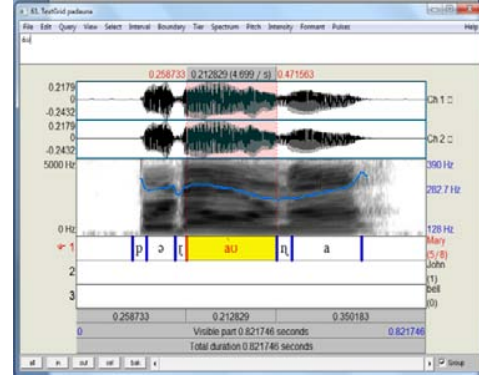 63. TextGrid padauna
File Edit Query View Select Interval Boundary Tier Spectrum Pitch Intensity Formant Pulses Help
0.258733 0.212829 (4.699 / s) 0.471563
0.2179
0
-0.2432
Ch 1
0.2179
0
-0.2432
Ch 2
5000 Hz 390 Hz
282.7 Hz
0 Hz 128 Hz
1 p ə ɽ aʊ ɳ a Mary
(5/8)
2 John
(1)
3 bell
(0)
0.258733 0.212829 0.350183
0 Visible part 0.821746 seconds 0.821746
Total duration 0.821746 seconds
all in out sel bak Group